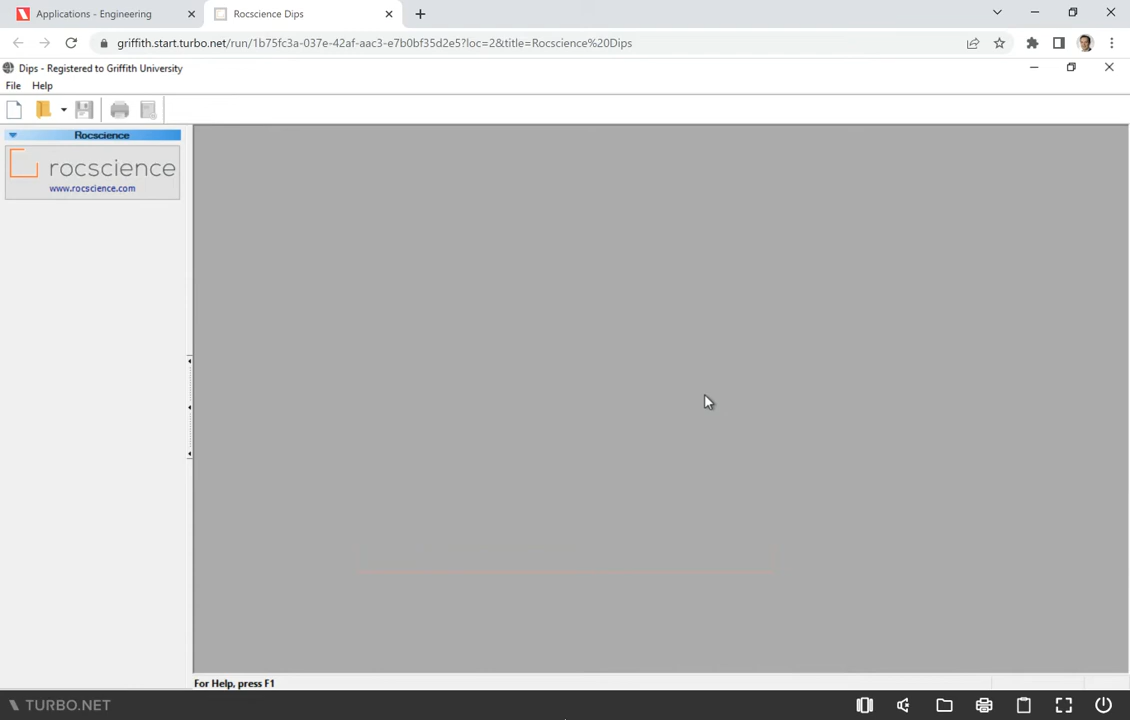 Applications - Engineering
Rocscience Dips
griffith.start.turbo.net/run/1b75fc3a-037e-42af-aac3-e7b0bf35d2e5?loc=2&title=Rocscience%20Dips
Dips - Registered to Griffith University
File Help
Rocscience
rocscience
www.rocscience.com
For Help, press F1
TURBO.NET